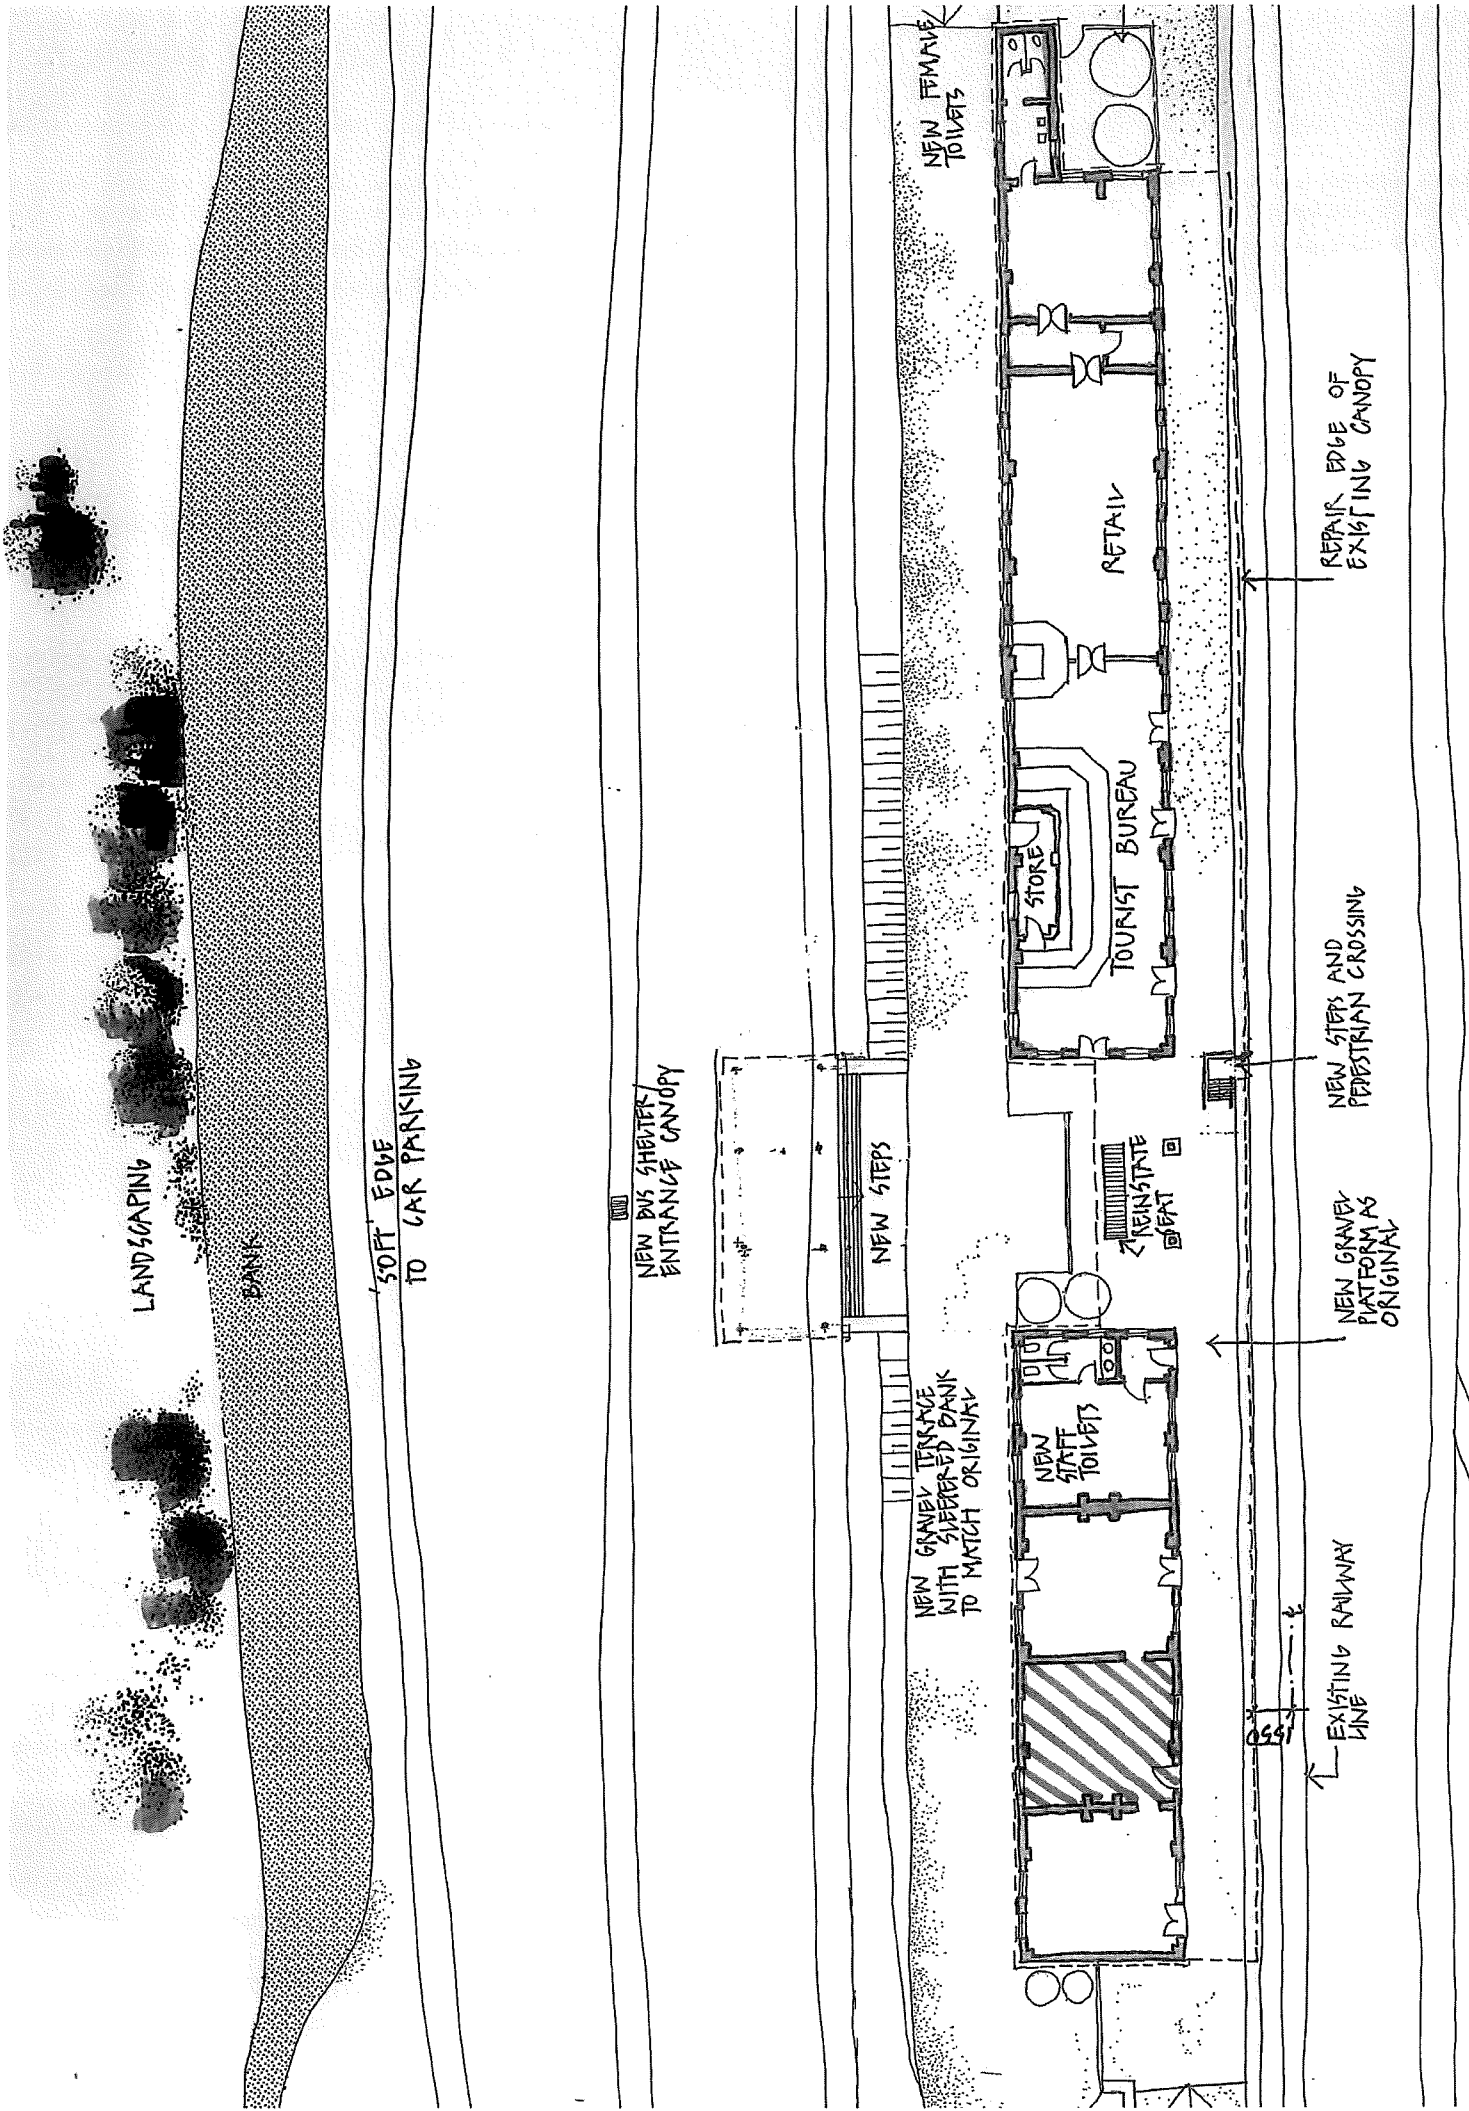 LANDSCAPING
BANK
'SOFT' EDGE
TO CAR PARKING
NEW BUS SHELTER/
ENTRANCE CANOPY
NEW STEPS
NEW GRAVEL TERRACE
WITH SLEEPERED BANK
TO MATCH ORIGINAL
NEW FEMALE
TOILETS
NEW
STAFF
TOILETS
STORE
TOURIST BUREAU
RETAIL
REINSTATE
SEAT
1550
EXISTING RAILWAY
LINE
NEW GRAVEL
PLATFORM AS
ORIGINAL
NEW STEPS AND
PEDESTRIAN CROSSING
REPAIR EDGE OF
EXISTING CANOPY